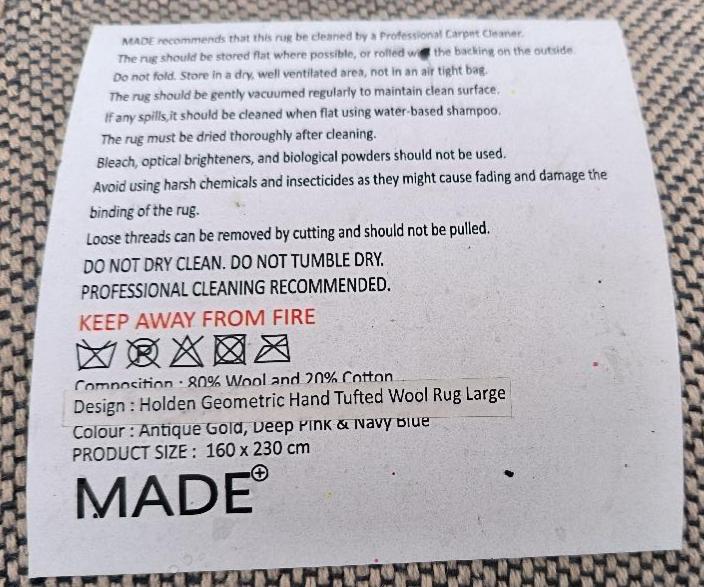 MADE recommends that this rug be cleaned by a Professional Carpet Cleaner.
The rug should be stored flat where possible, or rolled with the backing on the outside.
Do not fold. Store in a dry, well ventilated area, not in an air tight bag.
The rug should be gently vacuumed regularly to maintain clean surface.
If any spills,it should be cleaned when flat using water-based shampoo.
The rug must be dried thoroughly after cleaning.
Bleach, optical brighteners, and biological powders should not be used.
Avoid using harsh chemicals and insecticides as they might cause fading and damage the
binding of the rug.
Loose threads can be removed by cutting and should not be pulled.
DO NOT DRY CLEAN. DO NOT TUMBLE DRY.
PROFESSIONAL CLEANING RECOMMENDED.
KEEP AWAY FROM FIRE
P
Composition : 80% Wool and 20% Cotton
Design : Holden Geometric Hand Tufted Wool Rug Large
Colour : Antique Gold, Deep Pink & Navy Blue
PRODUCT SIZE : 160 x 230 cm
MADE